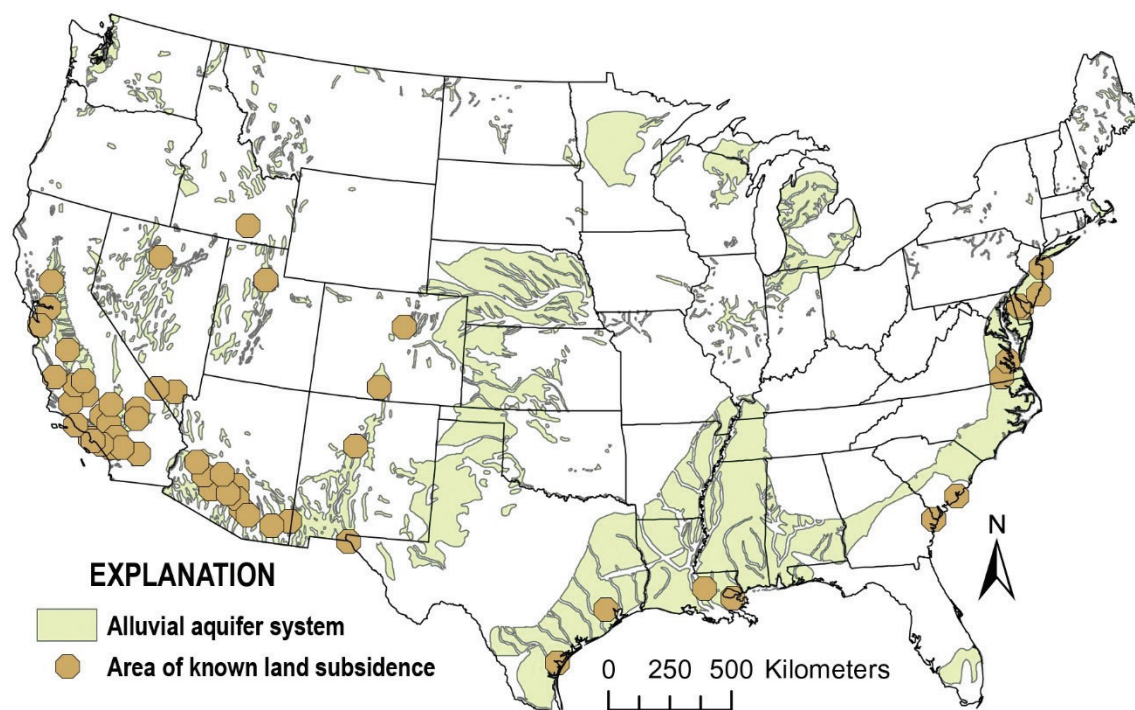 N
EXPLANATION
Alluvial aquifer system
Area of known land subsidence
0 250 500 Kilometers